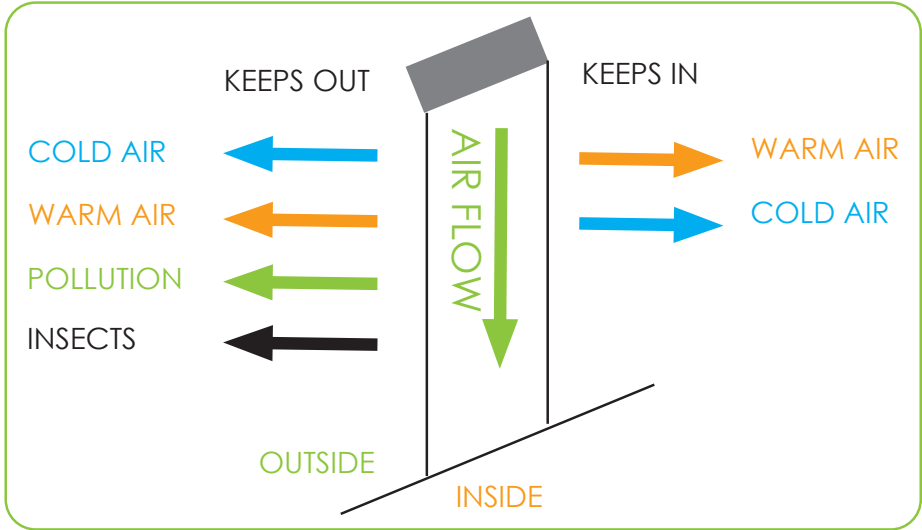 KEEPS OUT
KEEPS IN
COLD AIR
WARM AIR
POLLUTION
INSECTS
AIR FLOW
WARM AIR
COLD AIR
OUTSIDE
INSIDE